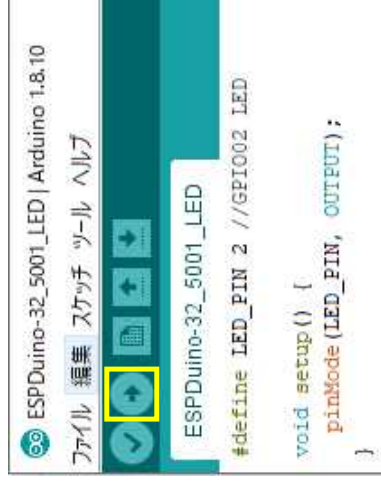 ESPDuino-32_5001_LED | Arduino 1.8.10
ファイル 編集 スケッチ ツール ヘルプ
ESPDuino-32_5001_LED
#define LED_PIN 2 //GPIO02 LED
void setup() {
pinMode(LED_PIN, OUTPUT);
}